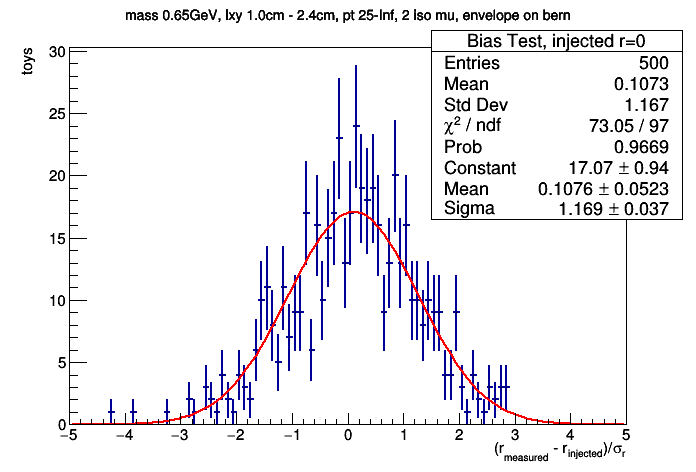 mass 0.65GeV, lxy 1.0cm - 2.4cm, pt 25-Inf, 2 Iso mu, envelope on bern
Bias Test, injected r=0
Entries 500
Mean 0.1073
Std Dev 1.167
χ² / ndf 73.05 / 97
Prob 0.9669
Constant 17.07 ± 0.94
Mean 0.1076 ± 0.0523
Sigma 1.169 ± 0.037
toys
30
25
20
15
10
5
0
−5 −4 −3 −2 −1 0 1 2 3 4 5
(r_measured - r_injected)/σ_r